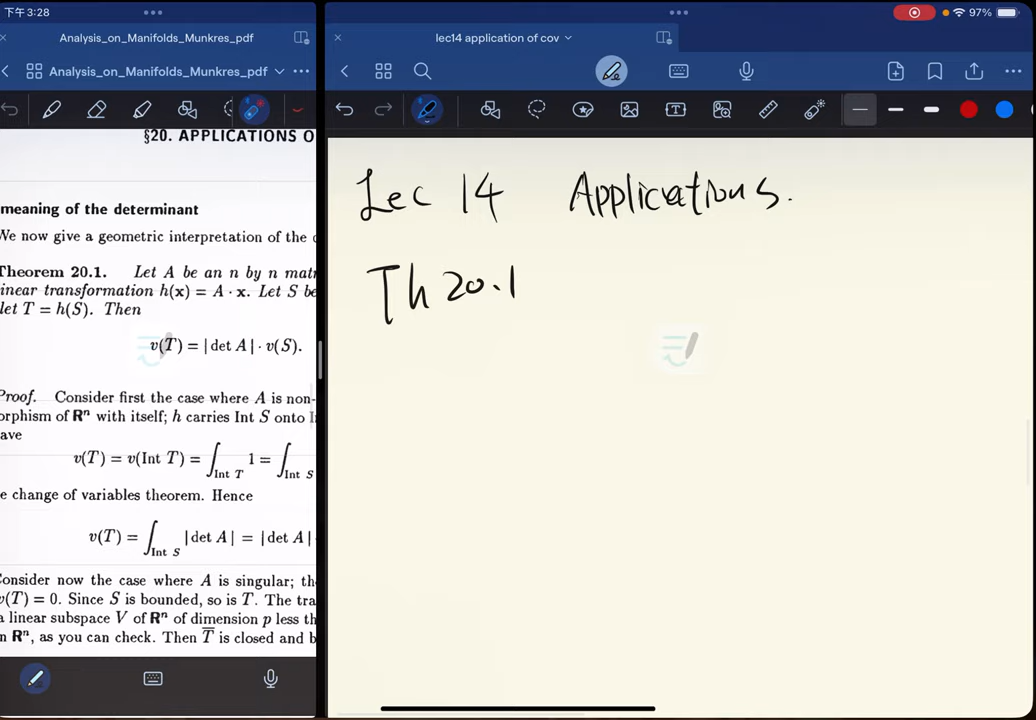 下午3:28
97%
Analysis_on_Manifolds_Munkres_pdf
lec14 application of cov
Analysis_on_Manifolds_Munkres_pdf
§20. APPLICATIONS O
meaning of the determinant
We now give a geometric interpretation of the
Theorem 20.1. Let A be an n by n mat
linear transformation h(x) = A · x. Let S be
let T = h(S). Then
v(T) = |det A| · v(S).
Proof. Consider first the case where A is non-
orphism of Rⁿ with itself; h carries Int S onto
ave
v(T) = v(Int T) = ∫_{Int T} 1 = ∫_{Int S}
e change of variables theorem. Hence
v(T) = ∫_{Int S} |det A| = |det A|
Consider now the case where A is singular; th
v(T) = 0. Since S is bounded, so is T. The tra
a linear subspace V of Rⁿ of dimension p less th
n Rⁿ, as you can check. Then T̅ is closed and b
Lec 14 Applications.
Th 20.1